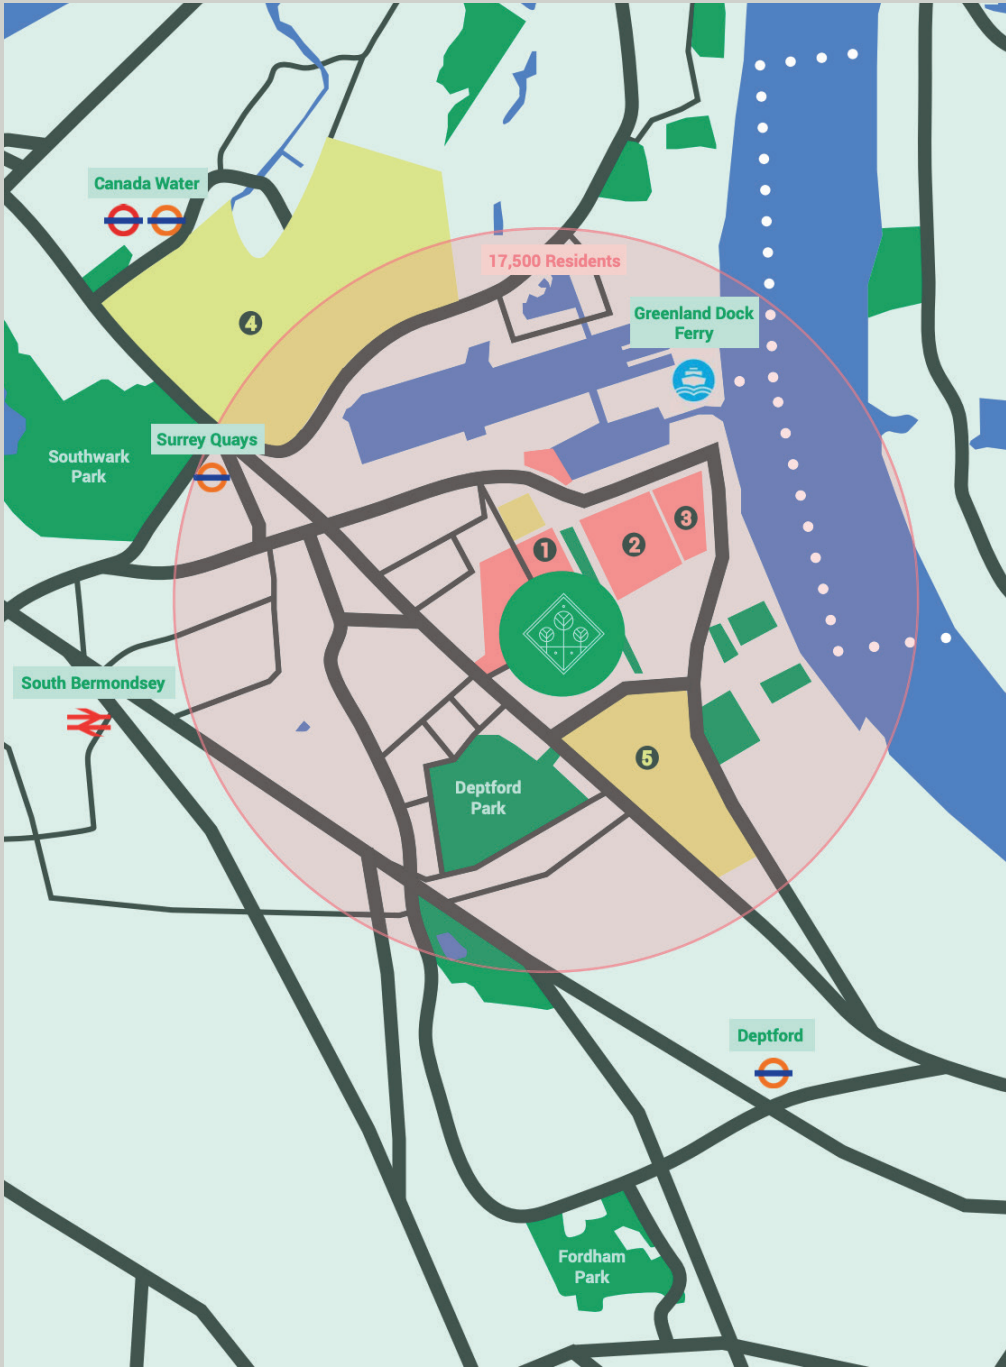 Canada Water
17,500 Residents
Greenland Dock
Ferry
4
Surrey Quays
Southwark
Park
3
2
1
South Bermondsey
5
Deptford
Park
Deptford
Fordham
Park